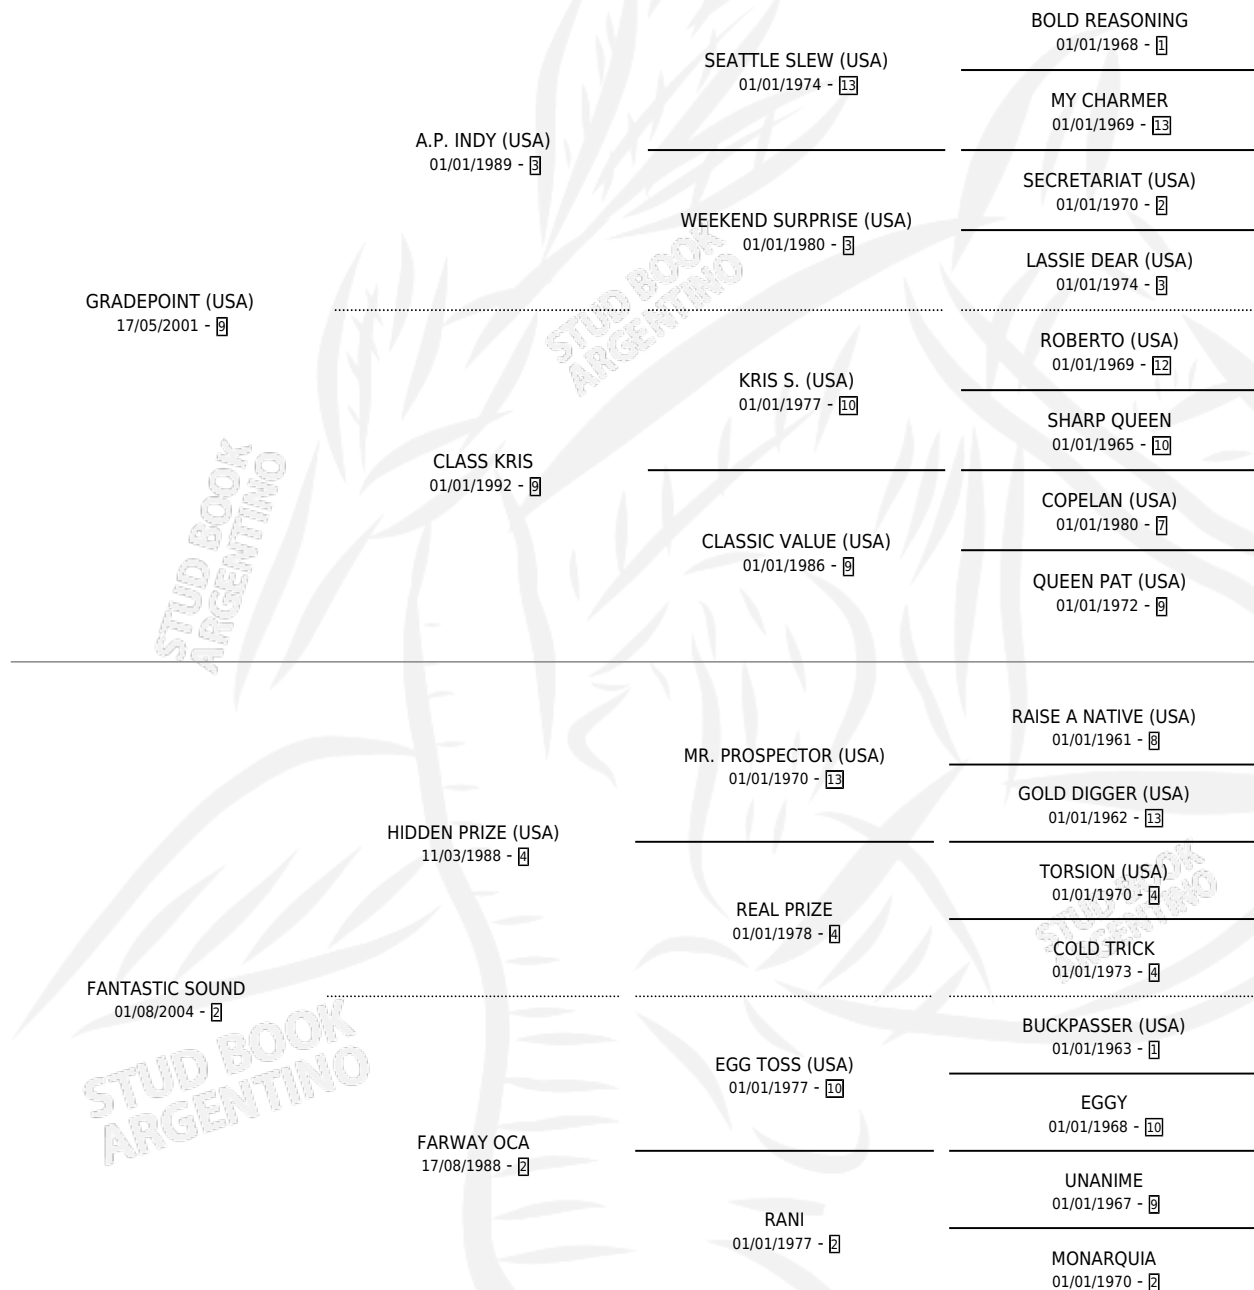 BOLD REASONING
01/01/1968 - 1
SEATTLE SLEW (USA)
01/01/1974 - 13
MY CHARMER
01/01/1969 - 13
A.P. INDY (USA)
01/01/1989 - 3
SECRETARIAT (USA)
01/01/1970 - 2
WEEKEND SURPRISE (USA)
01/01/1980 - 3
LASSIE DEAR (USA)
01/01/1974 - 3
GRADEPOINT (USA)
17/05/2001 - 9
STUD BOOK
ARGENTINO
ROBERTO (USA)
01/01/1969 - 12
KRIS S. (USA)
01/01/1977 - 10
SHARP QUEEN
01/01/1965 - 10
CLASS KRIS
01/01/1992 - 9
COPELAN (USA)
01/01/1980 - 7
CLASSIC VALUE (USA)
01/01/1986 - 9
QUEEN PAT (USA)
01/01/1972 - 9
STUD BOOK
ARGENTINO
RAISE A NATIVE (USA)
01/01/1961 - 8
MR. PROSPECTOR (USA)
01/01/1970 - 13
GOLD DIGGER (USA)
01/01/1962 - 13
HIDDEN PRIZE (USA)
11/03/1988 - 4
TORSION (USA)
01/01/1970 - 4
REAL PRIZE
01/01/1978 - 4
STUD BOOK
ARGENTINO
COLD TRICK
01/01/1973 - 4
FANTASTIC SOUND
01/08/2004 - 2
BUCKPASSER (USA)
01/01/1963 - 1
EGG TOSS (USA)
01/01/1977 - 10
EGGY
01/01/1968 - 10
STUD BOOK
ARGENTINO
FARWAY OCA
17/08/1988 - 2
UNANIME
01/01/1967 - 9
RANI
01/01/1977 - 2
MONARQUIA
01/01/1970 - 2